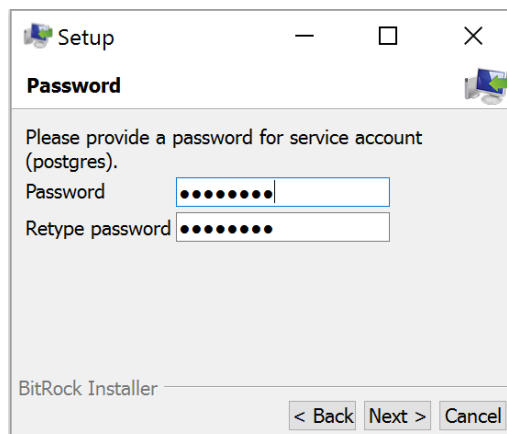 Setup
Password
Please provide a password for service account
(postgres).
Password ●●●●●●●●
Retype password ●●●●●●●●
BitRock Installer
< Back Next > Cancel